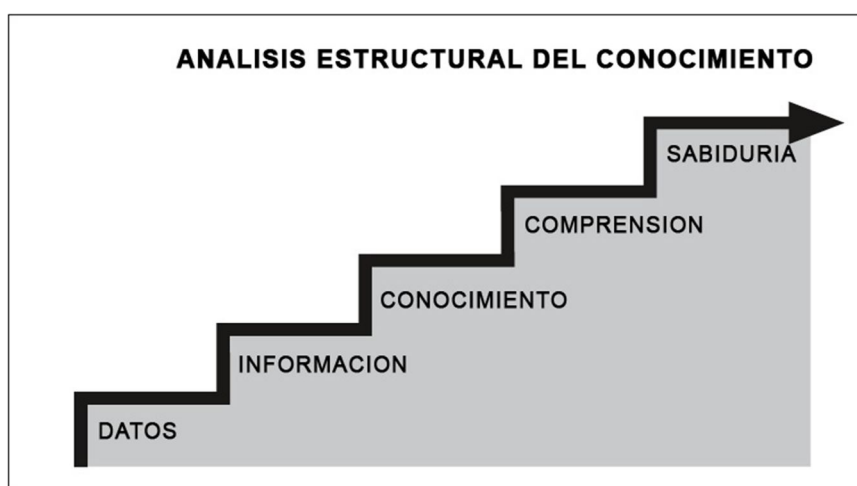 ANALISIS ESTRUCTURAL DEL CONOCIMIENTO
SABIDURIA
COMPRENSION
CONOCIMIENTO
INFORMACION
DATOS